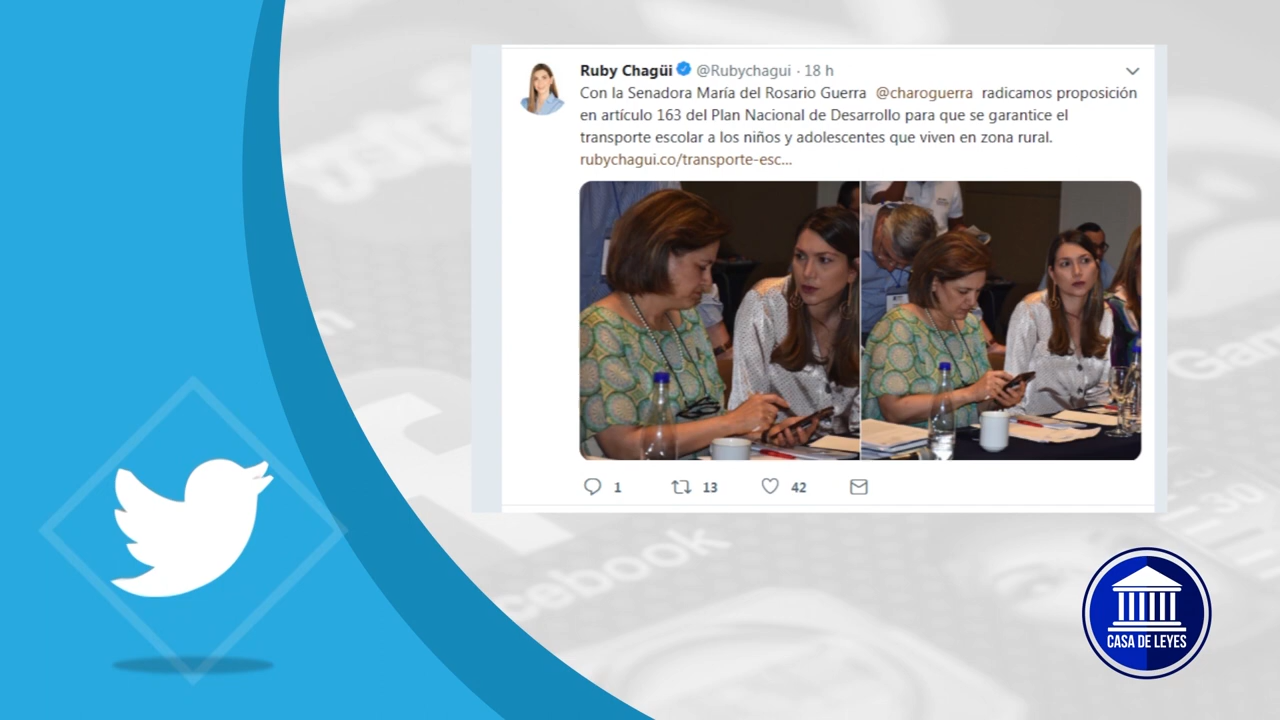 Ruby Chagüi @Rubychagui · 18 h
Con la Senadora María del Rosario Guerra @charoguerra radicamos proposición
en artículo 163 del Plan Nacional de Desarrollo para que se garantice el
transporte escolar a los niños y adolescentes que viven en zona rural.
rubychagui.co/transporte-esc...
1 13 42
cebook
CASA DE LEYES